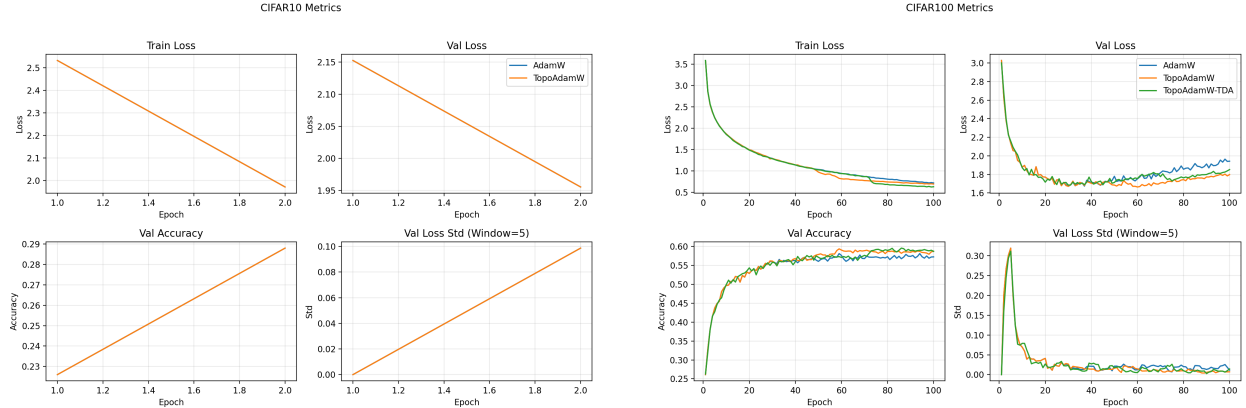 CIFAR10 Metrics
Train Loss
Loss
2.5
2.4
2.3
2.2
2.1
2.0
1.0 1.2 1.4 1.6 1.8 2.0
Epoch
Val Loss
AdamW
TopoAdamW
Loss
2.15
2.10
2.05
2.00
1.95
1.0 1.2 1.4 1.6 1.8 2.0
Epoch
Val Accuracy
Accuracy
0.29
0.28
0.27
0.26
0.25
0.24
0.23
1.0 1.2 1.4 1.6 1.8 2.0
Epoch
Val Loss Std (Window=5)
Std
0.10
0.08
0.06
0.04
0.02
0.00
1.0 1.2 1.4 1.6 1.8 2.0
Epoch
CIFAR100 Metrics
Train Loss
Loss
3.5
3.0
2.5
2.0
1.5
1.0
0.5
0 20 40 60 80 100
Epoch
Val Loss
AdamW
TopoAdamW
TopoAdamW-TDA
Loss
3.0
2.8
2.6
2.4
2.2
2.0
1.8
1.6
0 20 40 60 80 100
Epoch
Val Accuracy
Accuracy
0.60
0.55
0.50
0.45
0.40
0.35
0.30
0.25
0 20 40 60 80 100
Epoch
Val Loss Std (Window=5)
Std
0.30
0.25
0.20
0.15
0.10
0.05
0.00
0 20 40 60 80 100
Epoch